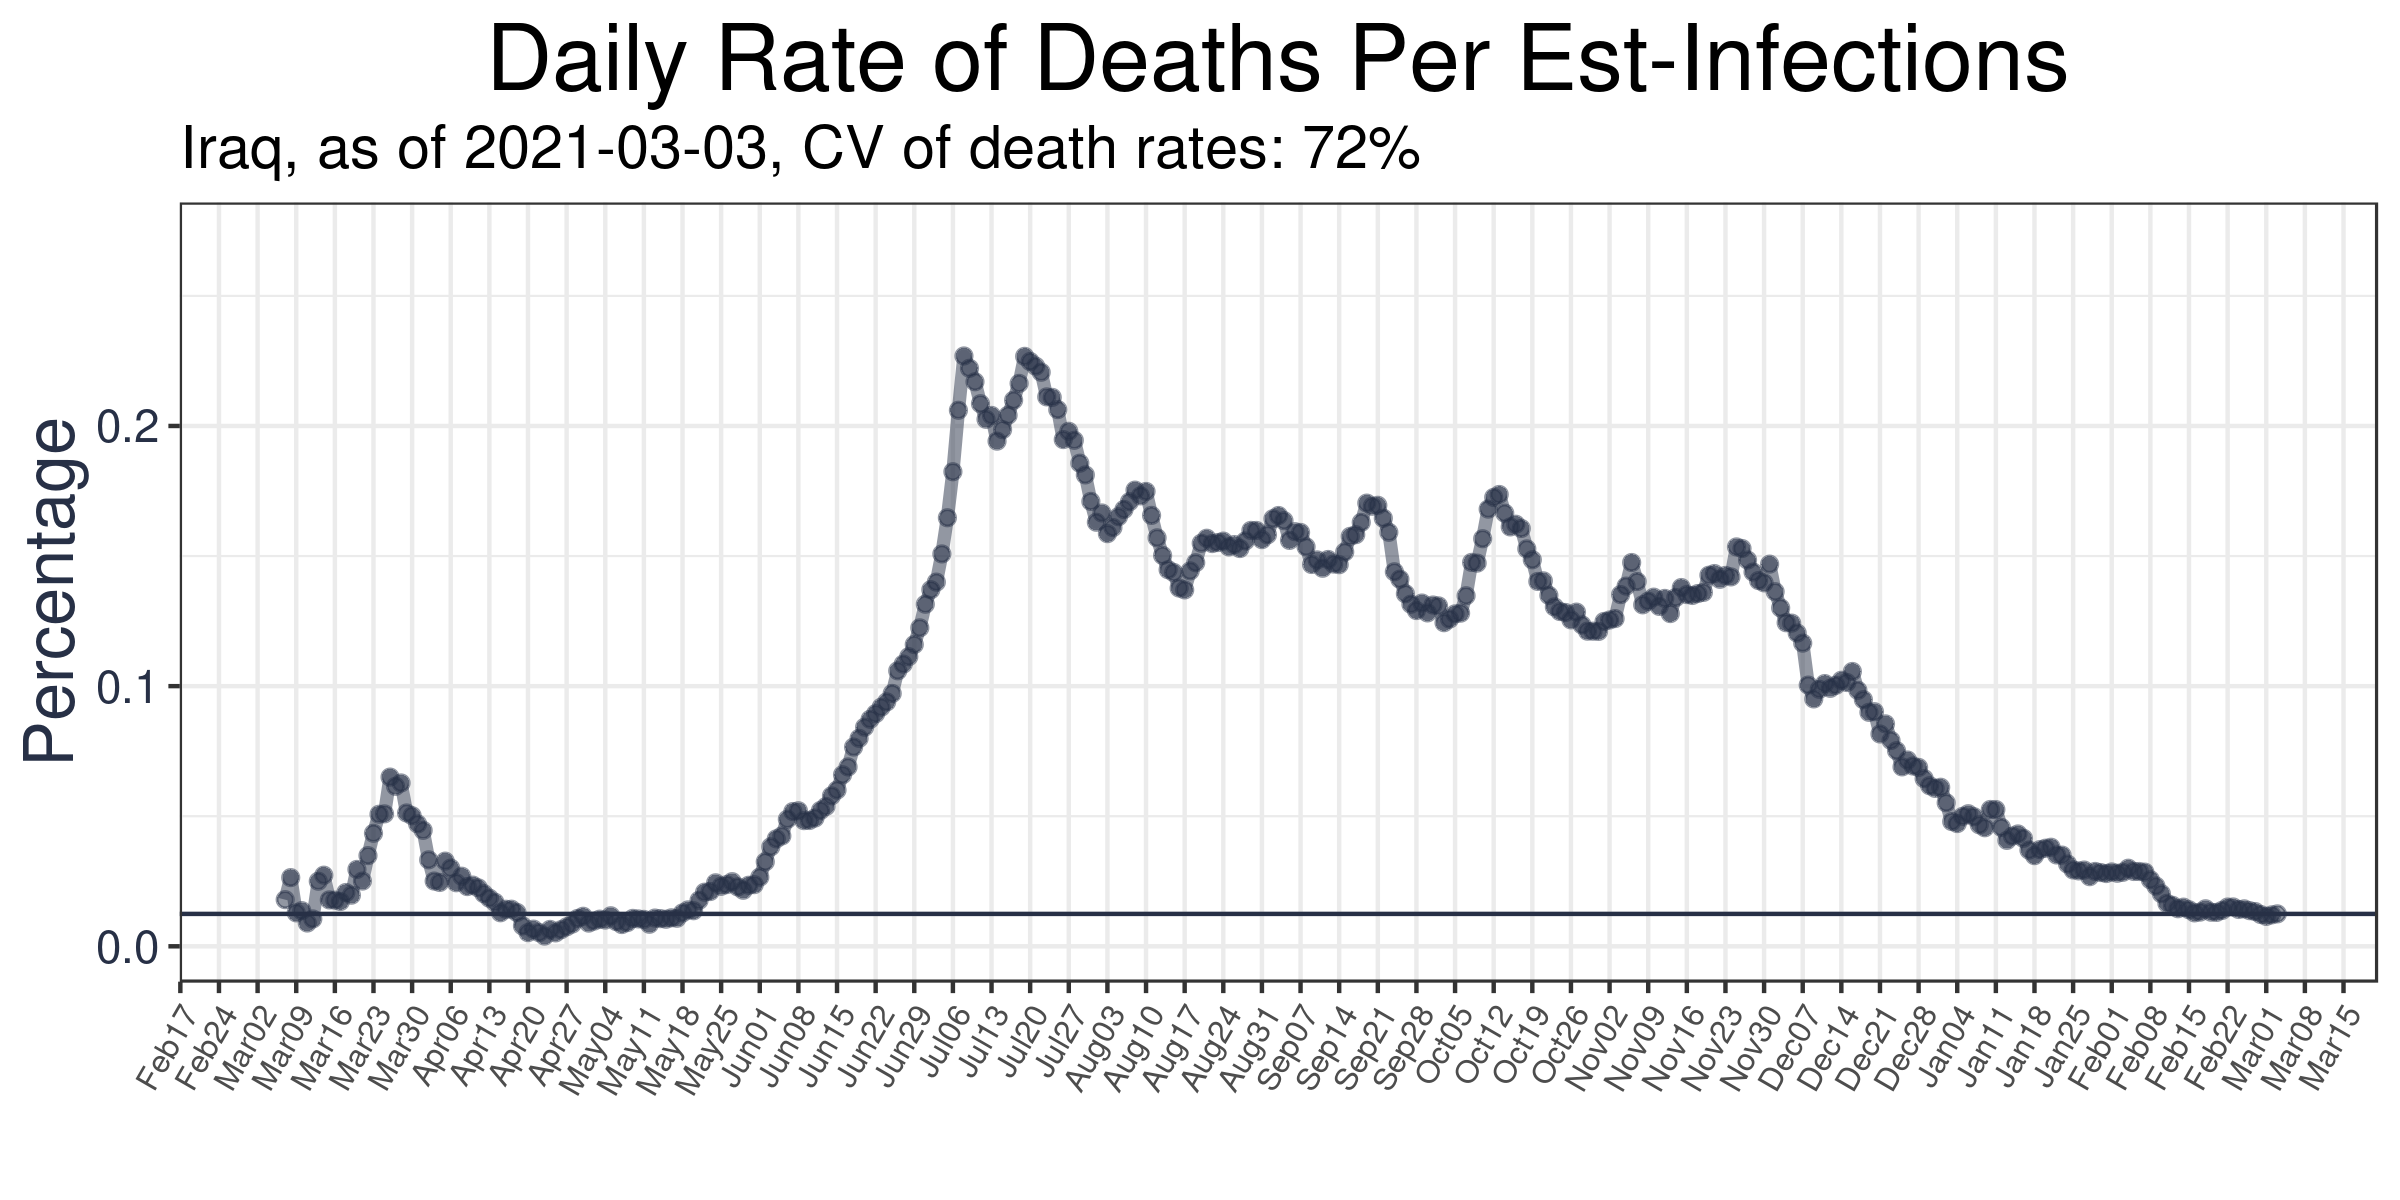 Daily Rate of Deaths Per Est-Infections
Iraq, as of 2021-03-03, CV of death rates: 72%
Percentage
0.2
0.1
0.0
Feb17 Feb24 Mar02 Mar09 Mar16 Mar23 Mar30 Apr06 Apr13 Apr20 Apr27 May04 May11 May18 May25 Jun01 Jun08 Jun15 Jun22 Jun29 Jul06 Jul13 Jul20 Jul27 Aug03 Aug10 Aug17 Aug24 Aug31 Sep07 Sep14 Sep21 Sep28 Oct05 Oct12 Oct19 Oct26 Nov02 Nov09 Nov16 Nov23 Nov30 Dec07 Dec14 Dec21 Dec28 Jan04 Jan11 Jan18 Jan25 Feb01 Feb08 Feb15 Feb22 Mar01 Mar08 Mar15